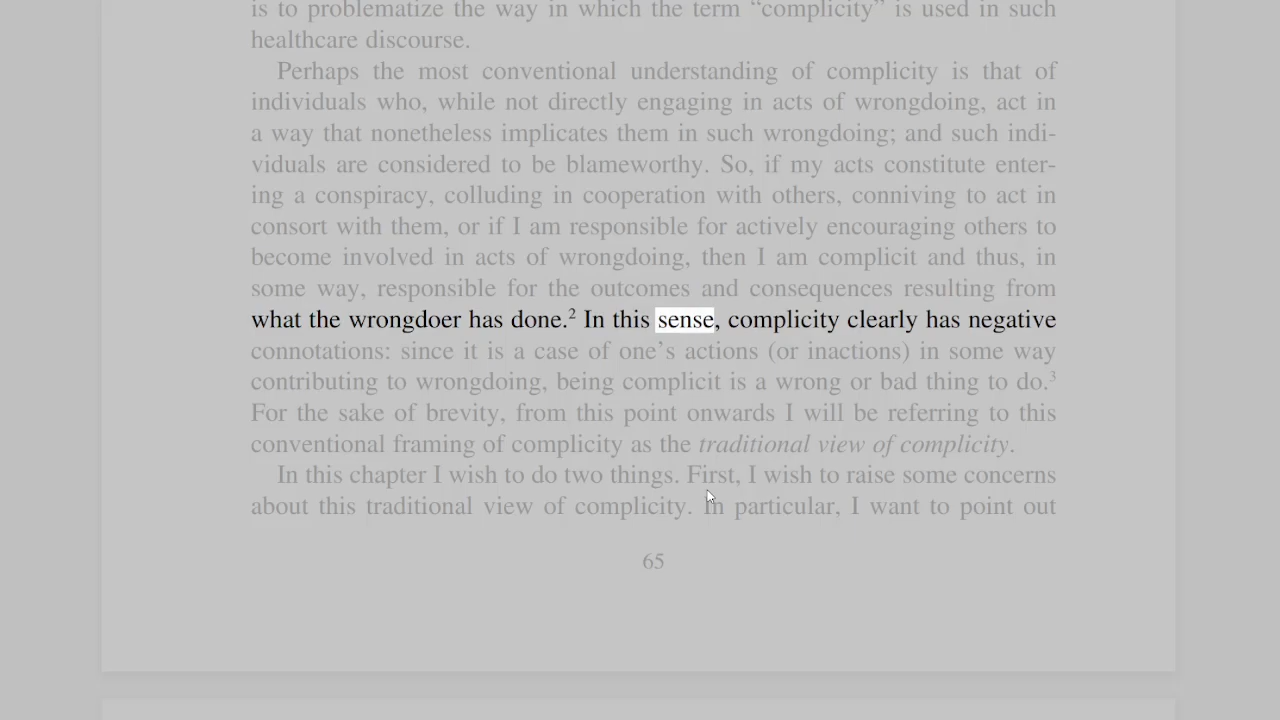 is to problematize the way in which the term “complicity” is used in such
healthcare discourse.
Perhaps the most conventional understanding of complicity is that of
individuals who, while not directly engaging in acts of wrongdoing, act in
a way that nonetheless implicates them in such wrongdoing; and such indi-
viduals are considered to be blameworthy. So, if my acts constitute enter-
ing a conspiracy, colluding in cooperation with others, conniving to act in
consort with them, or if I am responsible for actively encouraging others to
become involved in acts of wrongdoing, then I am complicit and thus, in
some way, responsible for the outcomes and consequences resulting from
what the wrongdoer has done.² In this sense, complicity clearly has negative
connotations: since it is a case of one’s actions (or inactions) in some way
contributing to wrongdoing, being complicit is a wrong or bad thing to do.³
For the sake of brevity, from this point onwards I will be referring to this
conventional framing of complicity as the traditional view of complicity.
In this chapter I wish to do two things. First, I wish to raise some concerns
about this traditional view of complicity. In particular, I want to point out
65